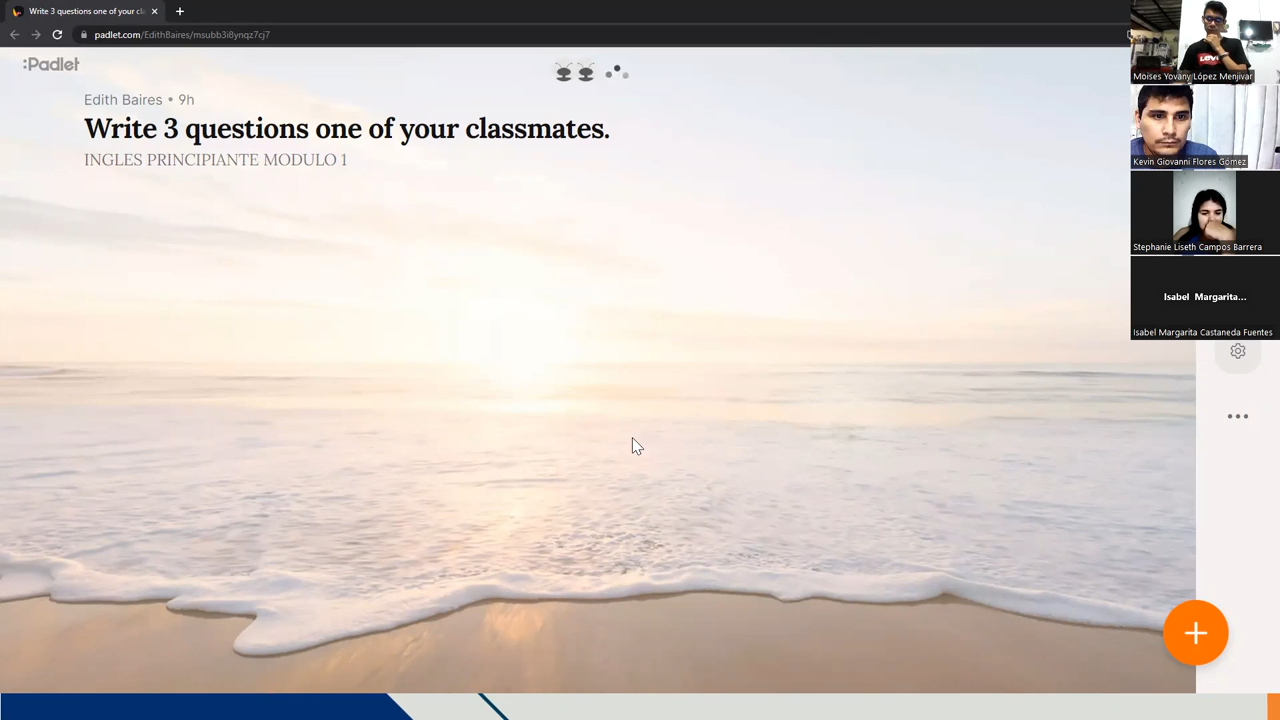 Write 3 questions one of your cl
padlet.com/EdithBaires/msubb3i8ynqz7cj7
:Padlet
Edith Baires • 9h
Write 3 questions one of your classmates.
INGLES PRINCIPIANTE MODULO 1
LEVI'S
Moises Yovany López Menjivar
Kevin Giovanni Flores Gómez
Stephanie Liseth Campos Barrera
Isabel Margarita...
Isabel Margarita Castaneda Fuentes